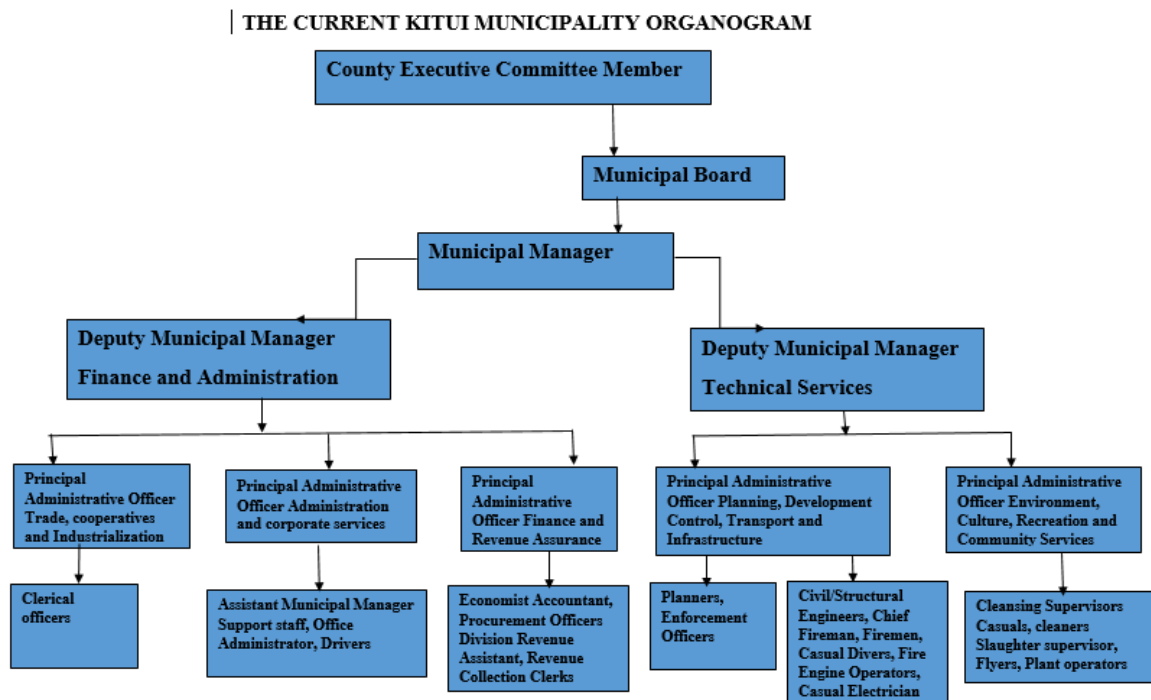 THE CURRENT KITUI MUNICIPALITY ORGANOGRAM
County Executive Committee Member
Municipal Board
Municipal Manager
Deputy Municipal Manager
Finance and Administration
Deputy Municipal Manager
Technical Services
Principal
Administrative Officer
Trade, cooperatives
and Industrialization
Principal Administrative
Officer Administration
and corporate services
Principal
Administrative
Officer Finance and
Revenue Assurance
Principal Administrative
Officer Planning, Development
Control, Transport and
Infrastructure
Principal Administrative
Officer Environment,
Culture, Recreation and
Community Services
Clerical
officers
Assistant Municipal Manager
Support staff, Office
Administrator, Drivers
Economist Accountant,
Procurement Officers
Division Revenue
Assistant, Revenue
Collection Clerks
Planners,
Enforcement
Officers
Civil/Structural
Engineers, Chief
Fireman, Firemen,
Casual Divers, Fire
Engine Operators,
Casual Electrician
Cleansing Supervisors
Casuals, cleaners
Slaughter supervisor,
Flyers, Plant operators